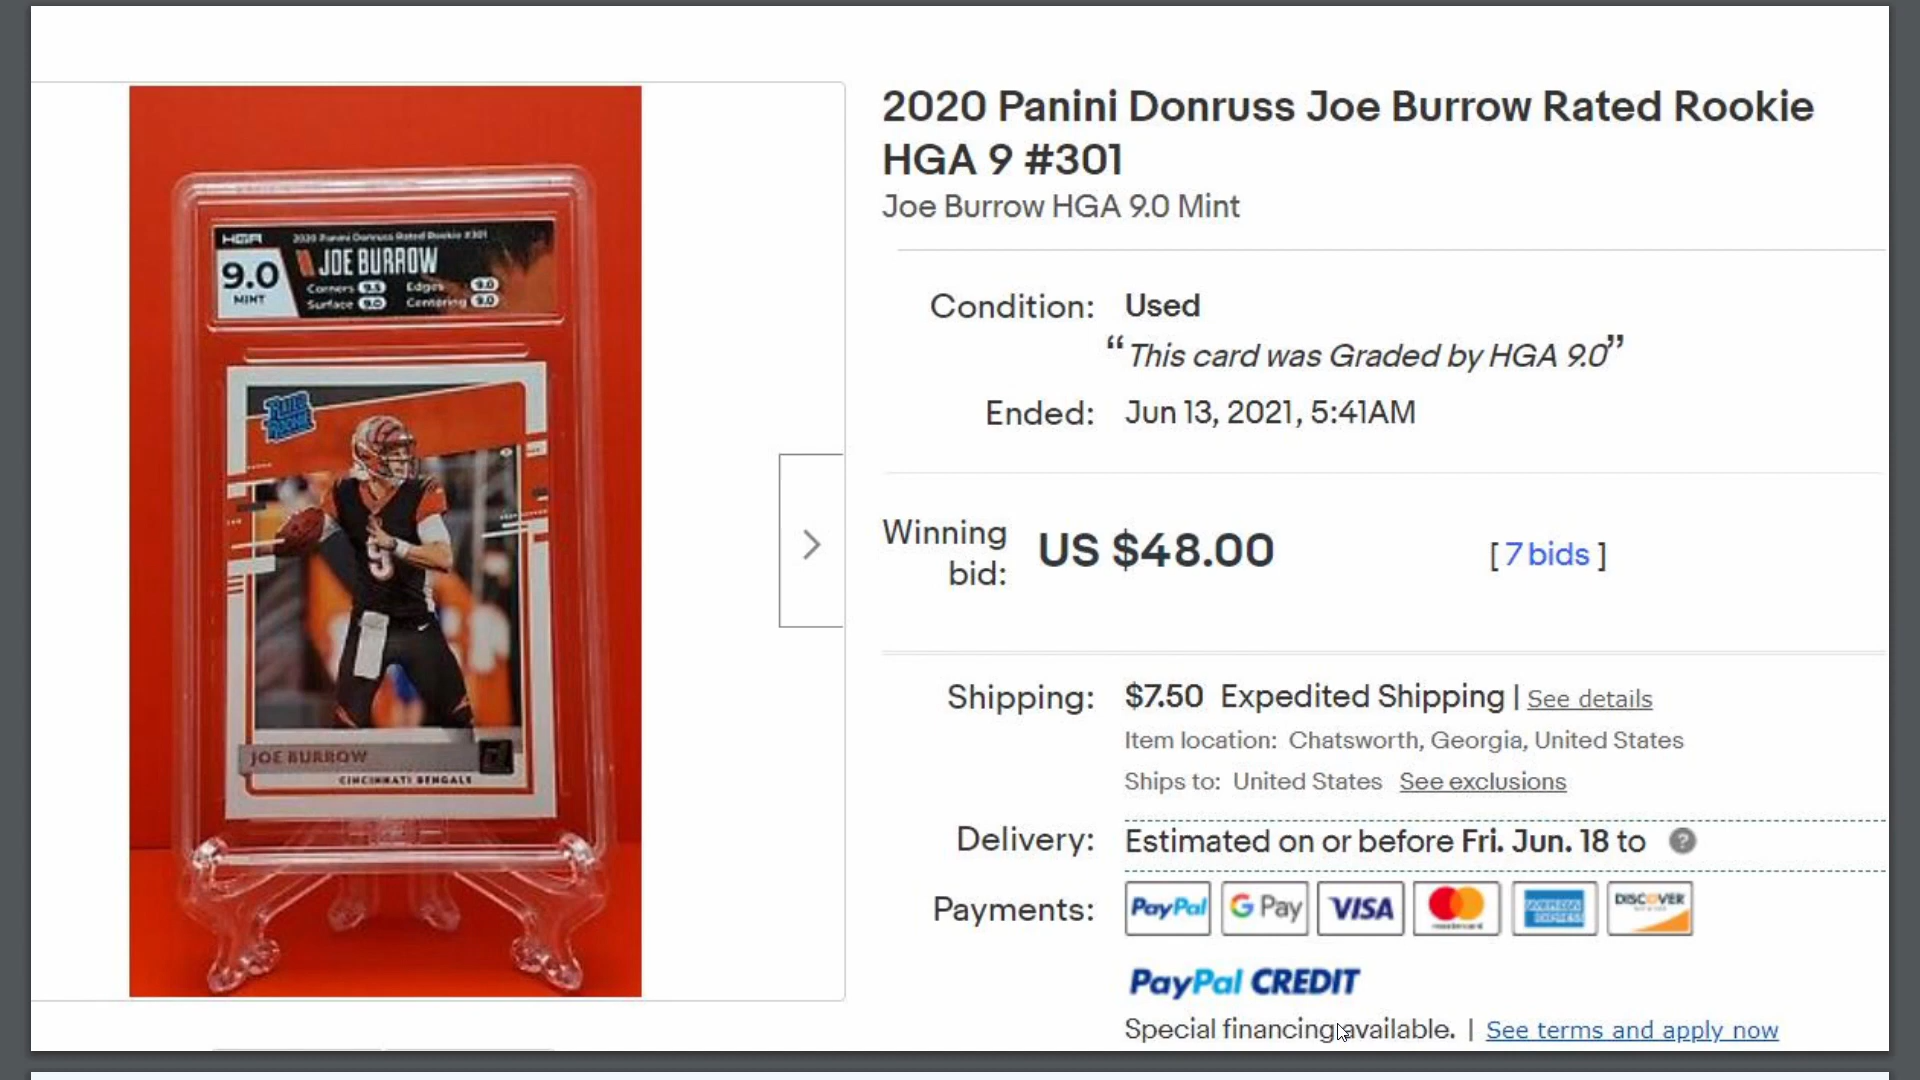 HGA
2020 Panini Donruss Rated Rookie #301
9.0
MINT
JOE BURROW
Corners 9.5 Edges 9.0
Surface 9.0 Centering 9.0
RATED
ROOKIE
9
JOE BURROW
CINCINNATI BENGALS
2020 Panini Donruss Joe Burrow Rated Rookie
HGA 9 #301
Joe Burrow HGA 9.0 Mint
Condition: Used
“This card was Graded by HGA 9.0”
Ended: Jun 13, 2021, 5:41AM
Winning
bid: US $48.00 [ 7 bids ]
Shipping: $7.50 Expedited Shipping | See details
Item location: Chatsworth, Georgia, United States
Ships to: United States See exclusions
Delivery: Estimated on or before Fri. Jun. 18 to ?
Payments: PayPal G Pay VISA mastercard AMERICAN EXPRESS DISCOVER
PayPal CREDIT
Special financing available. | See terms and apply now